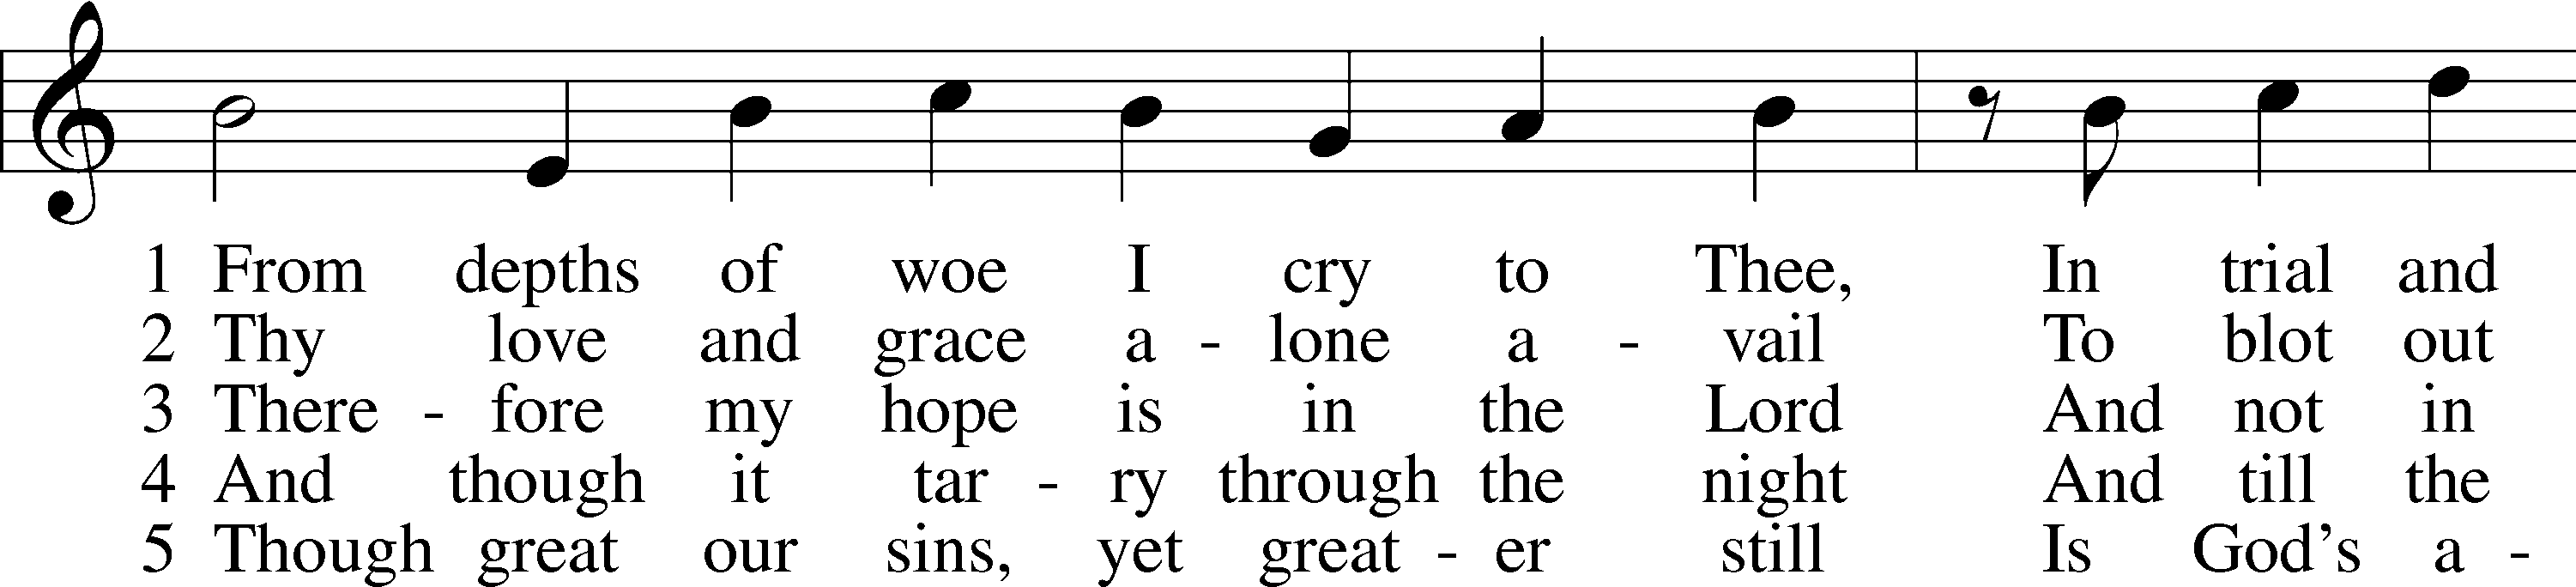 1 From depths of woe I cry to Thee, In trial and
2 Thy love and grace a - lone a - vail To blot out
3 There - fore my hope is in the Lord And not in
4 And though it tar - ry through the night And till the
5 Though great our sins, yet great - er still Is God's a -